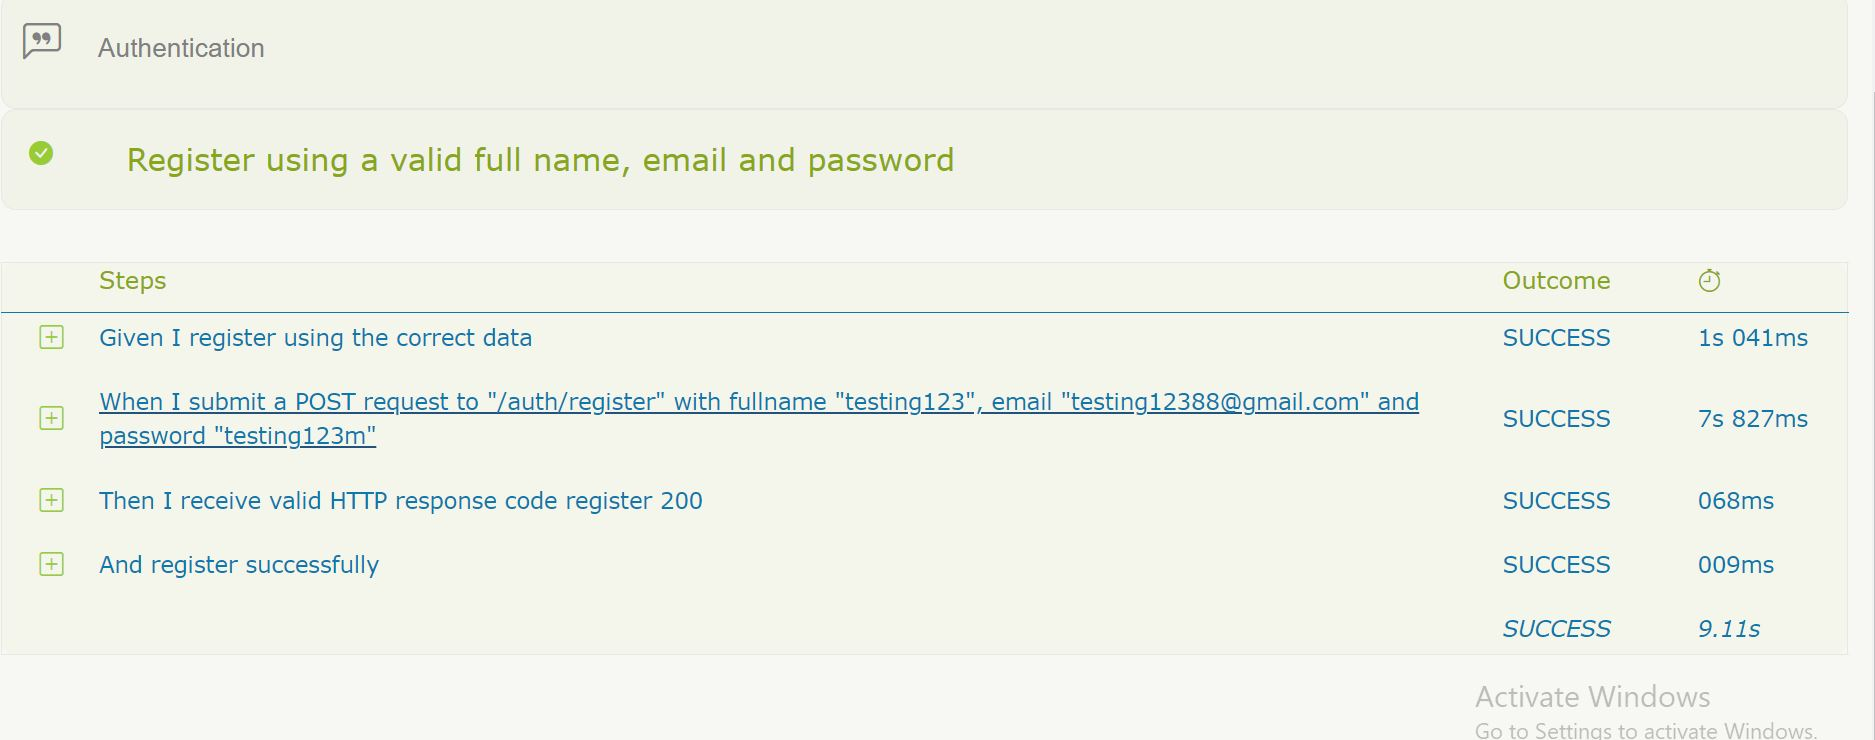 Authentication
Register using a valid full name, email and password
Steps Outcome
Given I register using the correct data SUCCESS 1s 041ms
When I submit a POST request to "/auth/register" with fullname "testing123", email "testing12388@gmail.com" and
password "testing123m" SUCCESS 7s 827ms
Then I receive valid HTTP response code register 200 SUCCESS 068ms
And register successfully SUCCESS 009ms
SUCCESS 9.11s
Activate Windows
Go to Settings to activate Windows.